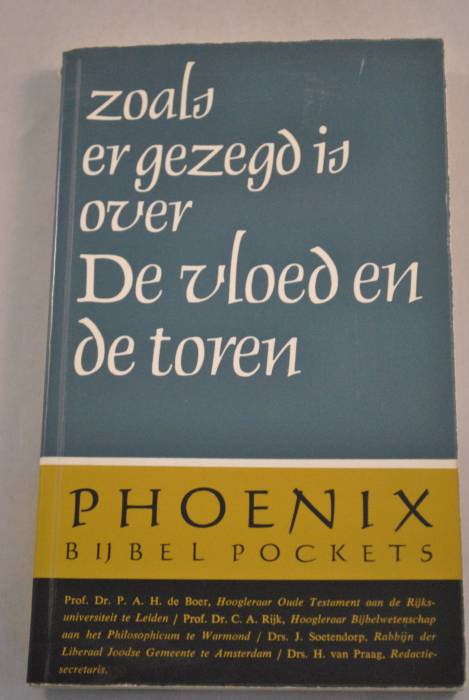 zoals
er gezegd is
over
De vloed en
de toren
PHOENIX
BIJBEL POCKETS
Prof. Dr. P. A. H. de Boer, Hoogleraar Oude Testament aan de Rijks-
universiteit te Leiden / Prof. Dr. C. A. Rijk, Hoogleraar Bijbelwetenschap
aan het Philosophicum te Warmond / Drs. J. Soetendorp, Rabbijn der
Liberaal Joodse Gemeente te Amsterdam / Drs. H. van Praag, Redactie-
secretaris.